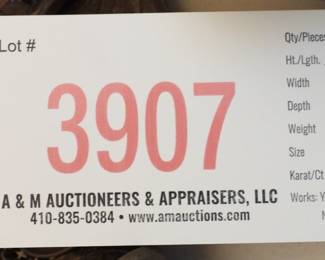 Lot #
3907
A & M AUCTIONEERS & APPRAISERS, LLC
410-835-0384 • www.amauctions.com
Qty/Pieces
Ht./Lgth.
Width
Depth
Weight
Size
Karat/Ct
Works: Y
N